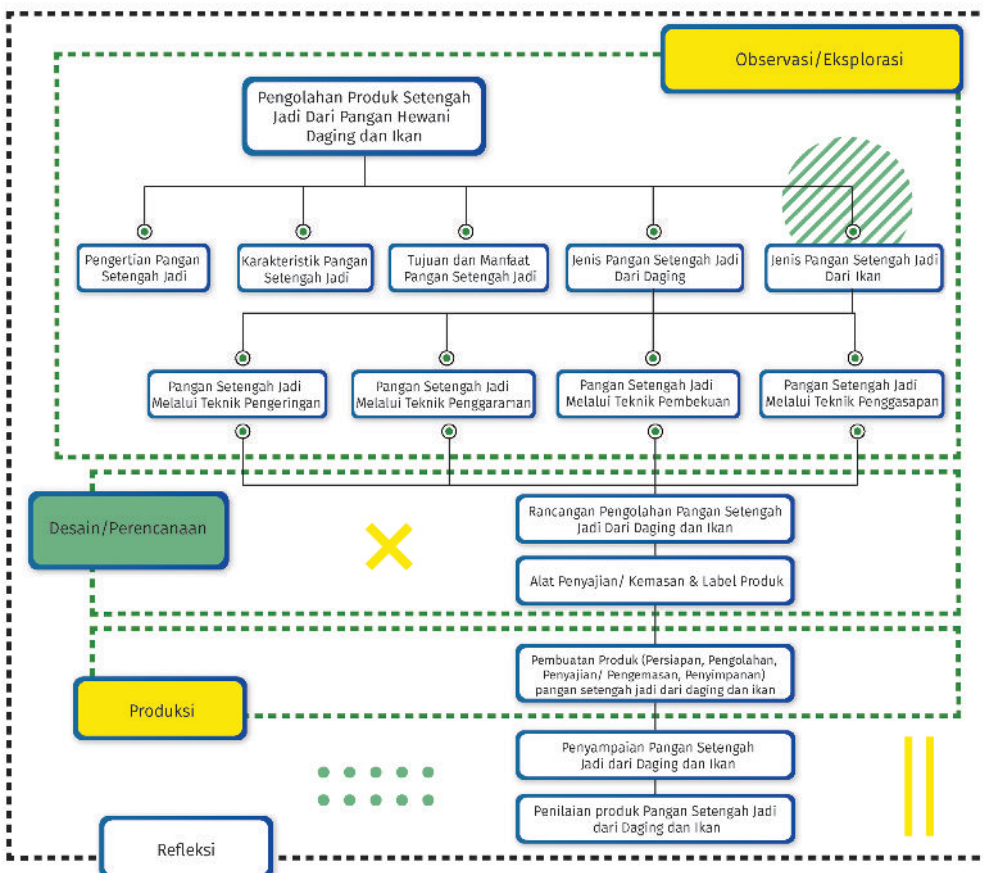 Observasi/Eksplorasi
Pengolahan Produk Setengah
Jadi Dari Pangan Hewani
Daging dan Ikan
Pengertian Pangan
Setengah Jadi
Karakteristik Pangan
Setengah Jadi
Tujuan dan Manfaat
Pangan Setengah Jadi
Jenis Pangan Setengah Jadi
Dari Daging
Jenis Pangan Setengah Jadi
Dari Ikan
Pangan Setengah Jadi
Melalui Teknik Pengeringan
Pangan Setengah Jadi
Melalui Teknik Penggaraman
Pangan Setengah Jadi
Melalui Teknik Pembekuan
Pangan Setengah Jadi
Melalui Teknik Penggasapan
Desain/Perencanaan
Rancangan Pengolahan Pangan Setengah
Jadi Dari Daging dan Ikan
Alat Penyajian/ Kemasan & Label Produk
Produksi
Pembuatan Produk (Persiapan, Pengolahan,
Penyajian/ Pengemasan, Penyimpanan)
pangan setengah jadi dari daging dan ikan
Penyampaian Pangan Setengah
Jadi dari Daging dan Ikan
Penilaian produk Pangan Setengah Jadi
dari Daging dan Ikan
Refleksi